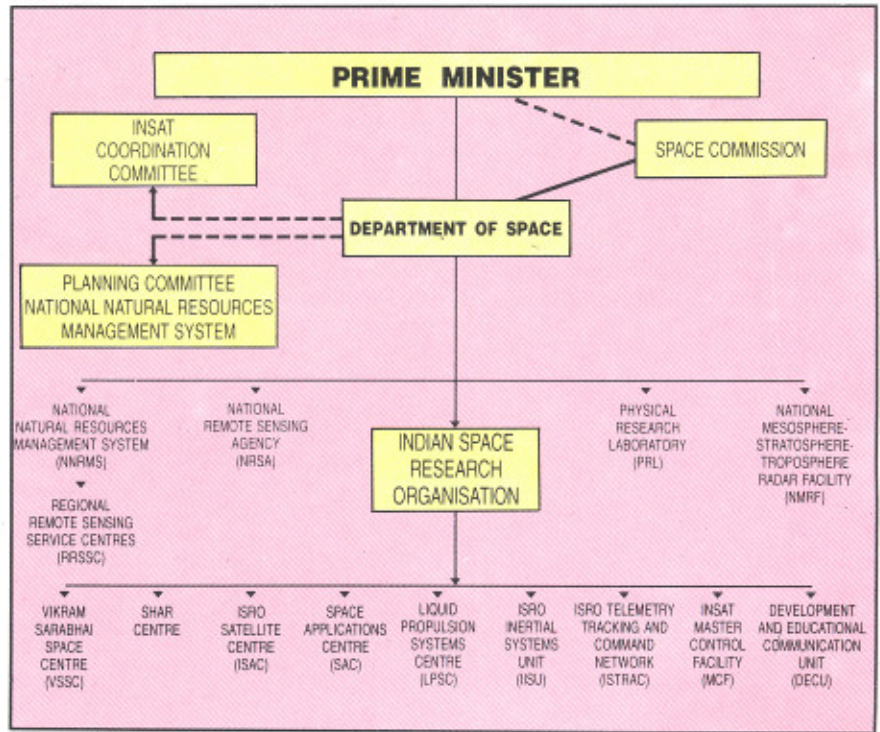 PRIME MINISTER
INSAT
COORDINATION
COMMITTEE
SPACE COMMISSION
DEPARTMENT OF SPACE
PLANNING COMMITTEE
NATIONAL NATURAL RESOURCES
MANAGEMENT SYSTEM
NATIONAL
NATURAL RESOURCES
MANAGEMENT SYSTEM
(NNRMS)
NATIONAL
REMOTE SENSING
AGENCY
(NRSA)
INDIAN SPACE
RESEARCH
ORGANISATION
PHYSICAL
RESEARCH
LABORATORY
(PRL)
NATIONAL
MESOSPHERE-
STRATOSPHERE-
TROPOSPHERE
RADAR FACILITY
(NMRF)
REGIONAL
REMOTE SENSING
SERVICE CENTRES
(RRSSC)
VIKRAM
SARABHAI
SPACE
CENTRE
(VSSC)
SHAR
CENTRE
ISRO
SATELLITE
CENTRE
(ISAC)
SPACE
APPLICATIONS
CENTRE
(SAC)
LIQUID
PROPULSION
SYSTEMS
CENTRE
(LPSC)
ISRO
INERTIAL
SYSTEMS
UNIT
(IISU)
ISRO TELEMETRY
TRACKING AND
COMMAND
NETWORK
(ISTRAC)
INSAT
MASTER
CONTROL
FACILITY
(MCF)
DEVELOPMENT
AND EDUCATIONAL
COMMUNICATION
UNIT
(DECU)